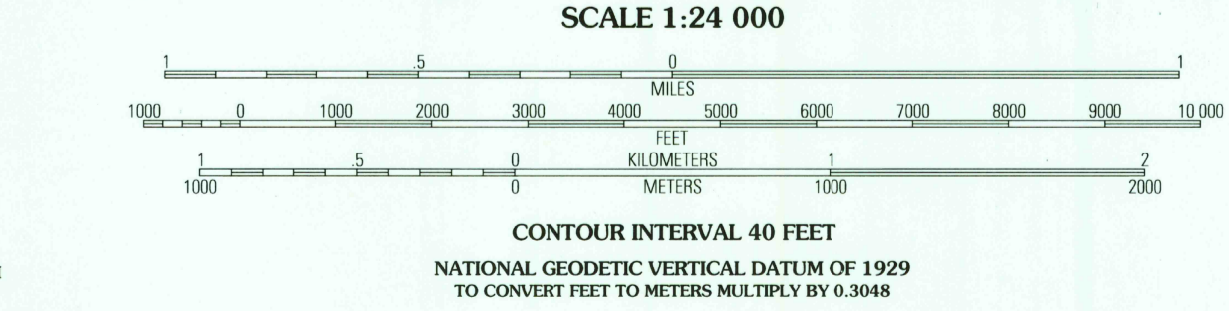 SCALE 1:24 000
1 .5 0 1
MILES
1000 0 1000 2000 3000 4000 5000 6000 7000 8000 9000 10 000
FEET
1 .5 0 KILOMETERS 1 2
1000 0 METERS 1000 2000
CONTOUR INTERVAL 40 FEET
NATIONAL GEODETIC VERTICAL DATUM OF 1929
TO CONVERT FEET TO METERS MULTIPLY BY 0.3048